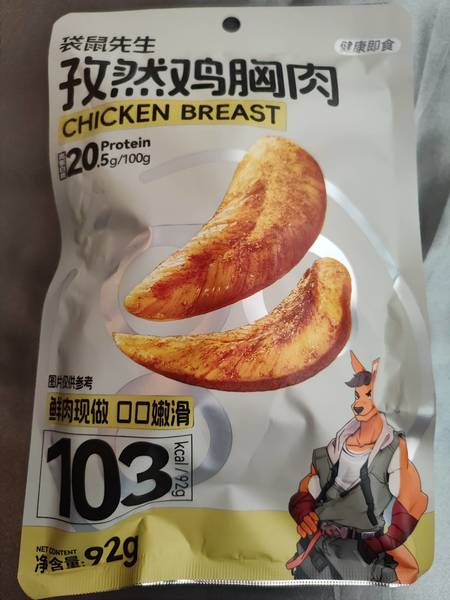 袋鼠先生
健康即食
孜然鸡胸肉
CHICKEN BREAST
20.5g/100g
Protein
图片仅供参考
鲜肉现做 口口嫩滑
103
kcal/92g
NET CONTENT
净含量: 92g